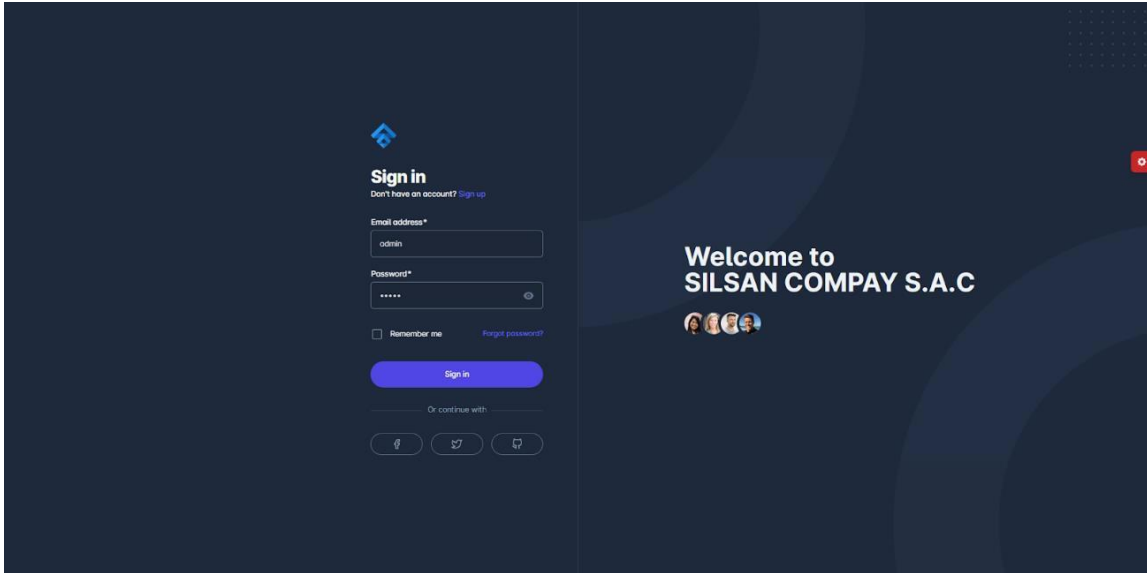 Sign in
Don't have an account? Sign up
Email address*
admin
Password*
•••••
Remember me
Forgot password?
Sign in
Or continue with
Welcome to
SILSAN COMPAY S.A.C